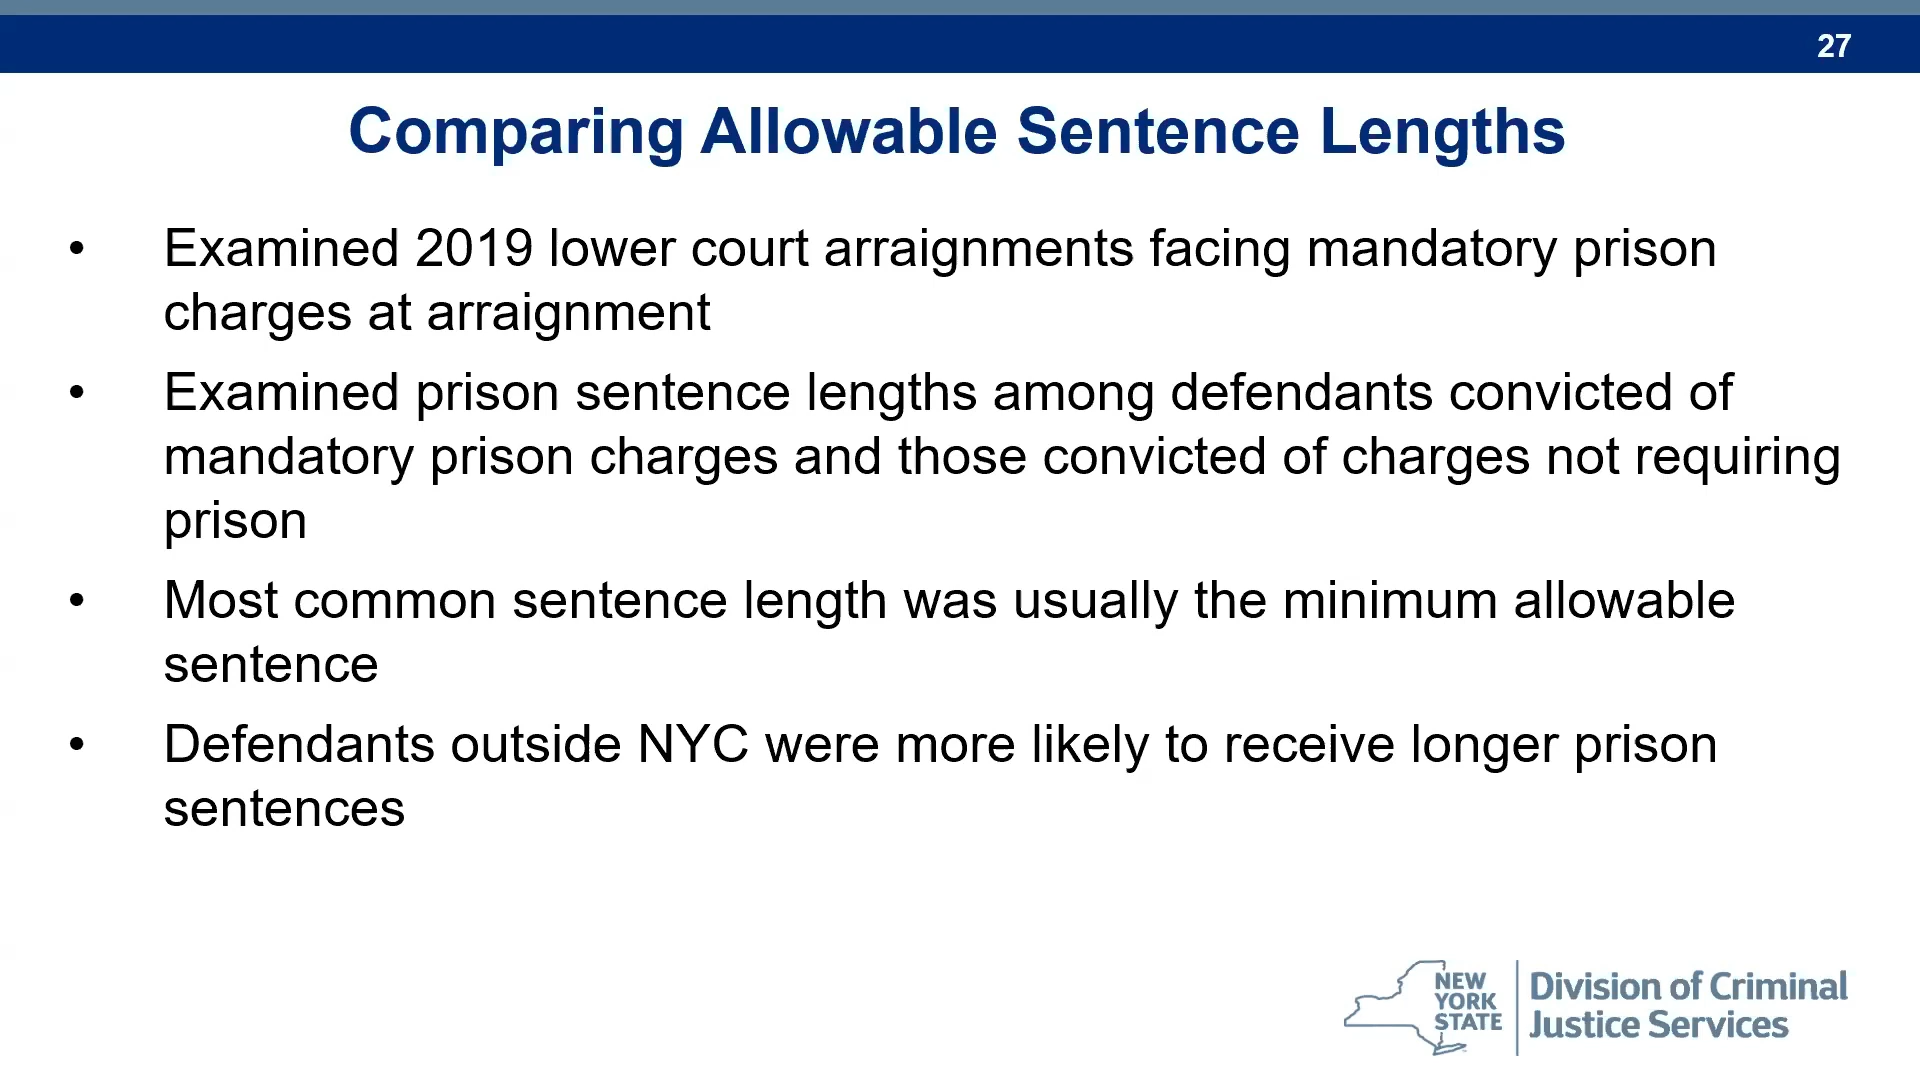 27
Comparing Allowable Sentence Lengths
• Examined 2019 lower court arraignments facing mandatory prison
charges at arraignment
• Examined prison sentence lengths among defendants convicted of
mandatory prison charges and those convicted of charges not requiring
prison
• Most common sentence length was usually the minimum allowable
sentence
• Defendants outside NYC were more likely to receive longer prison
sentences
NEW
YORK
STATE
Division of Criminal
Justice Services